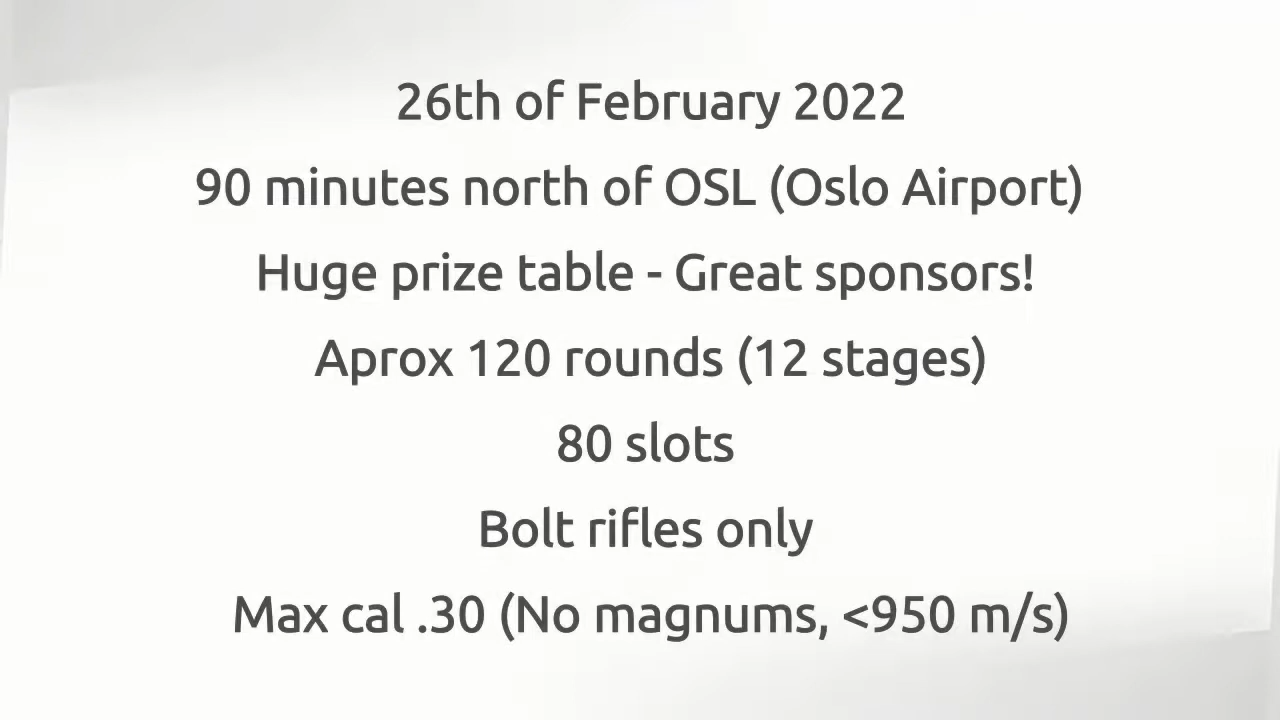 26th of February 2022
90 minutes north of OSL (Oslo Airport)
Huge prize table - Great sponsors!
Aprox 120 rounds (12 stages)
80 slots
Bolt rifles only
Max cal .30 (No magnums, <950 m/s)